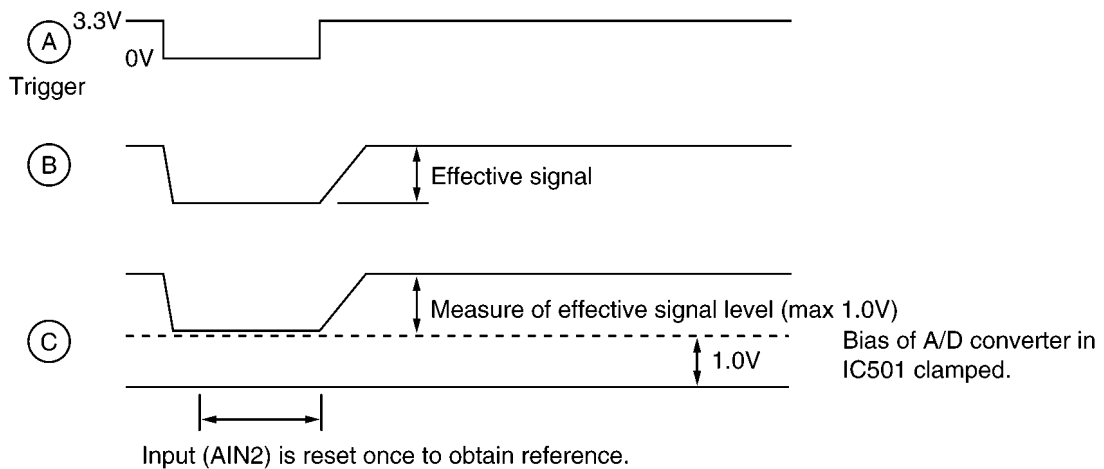 3.3V
A
0V
Trigger
B
Effective signal
Measure of effective signal level (max 1.0V)
C
Bias of A/D converter in
1.0V
IC501 clamped.
Input (AIN2) is reset once to obtain reference.